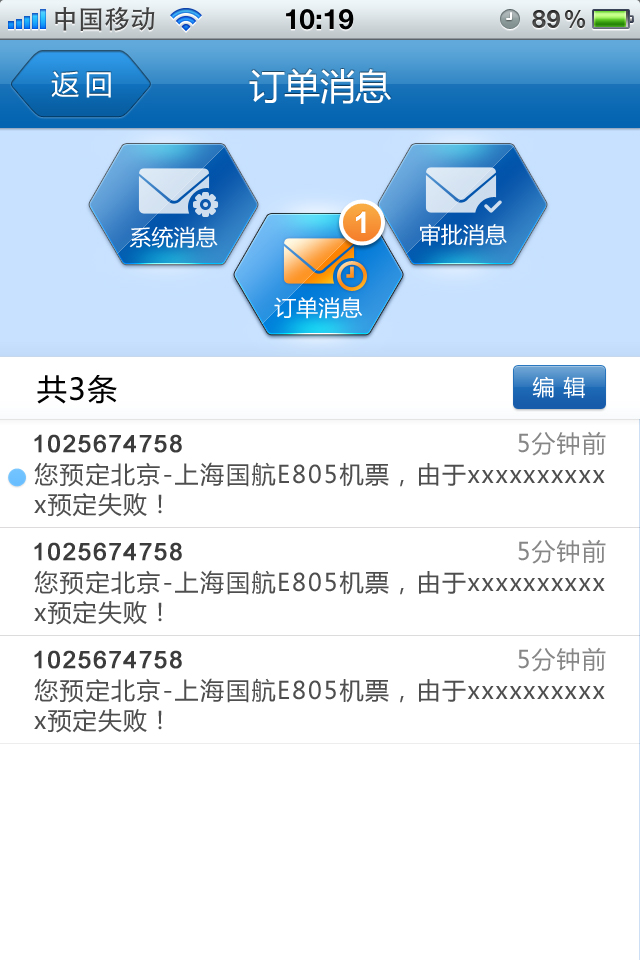 中国移动 10:19 89%
返回 订单消息
系统消息 审批消息
1
订单消息
共3条 编辑
1025674758 5分钟前
您预定北京-上海国航E805机票，由于xxxxxxxxxx
x预定失败！
1025674758 5分钟前
您预定北京-上海国航E805机票，由于xxxxxxxxxx
x预定失败！
1025674758 5分钟前
您预定北京-上海国航E805机票，由于xxxxxxxxxx
x预定失败！